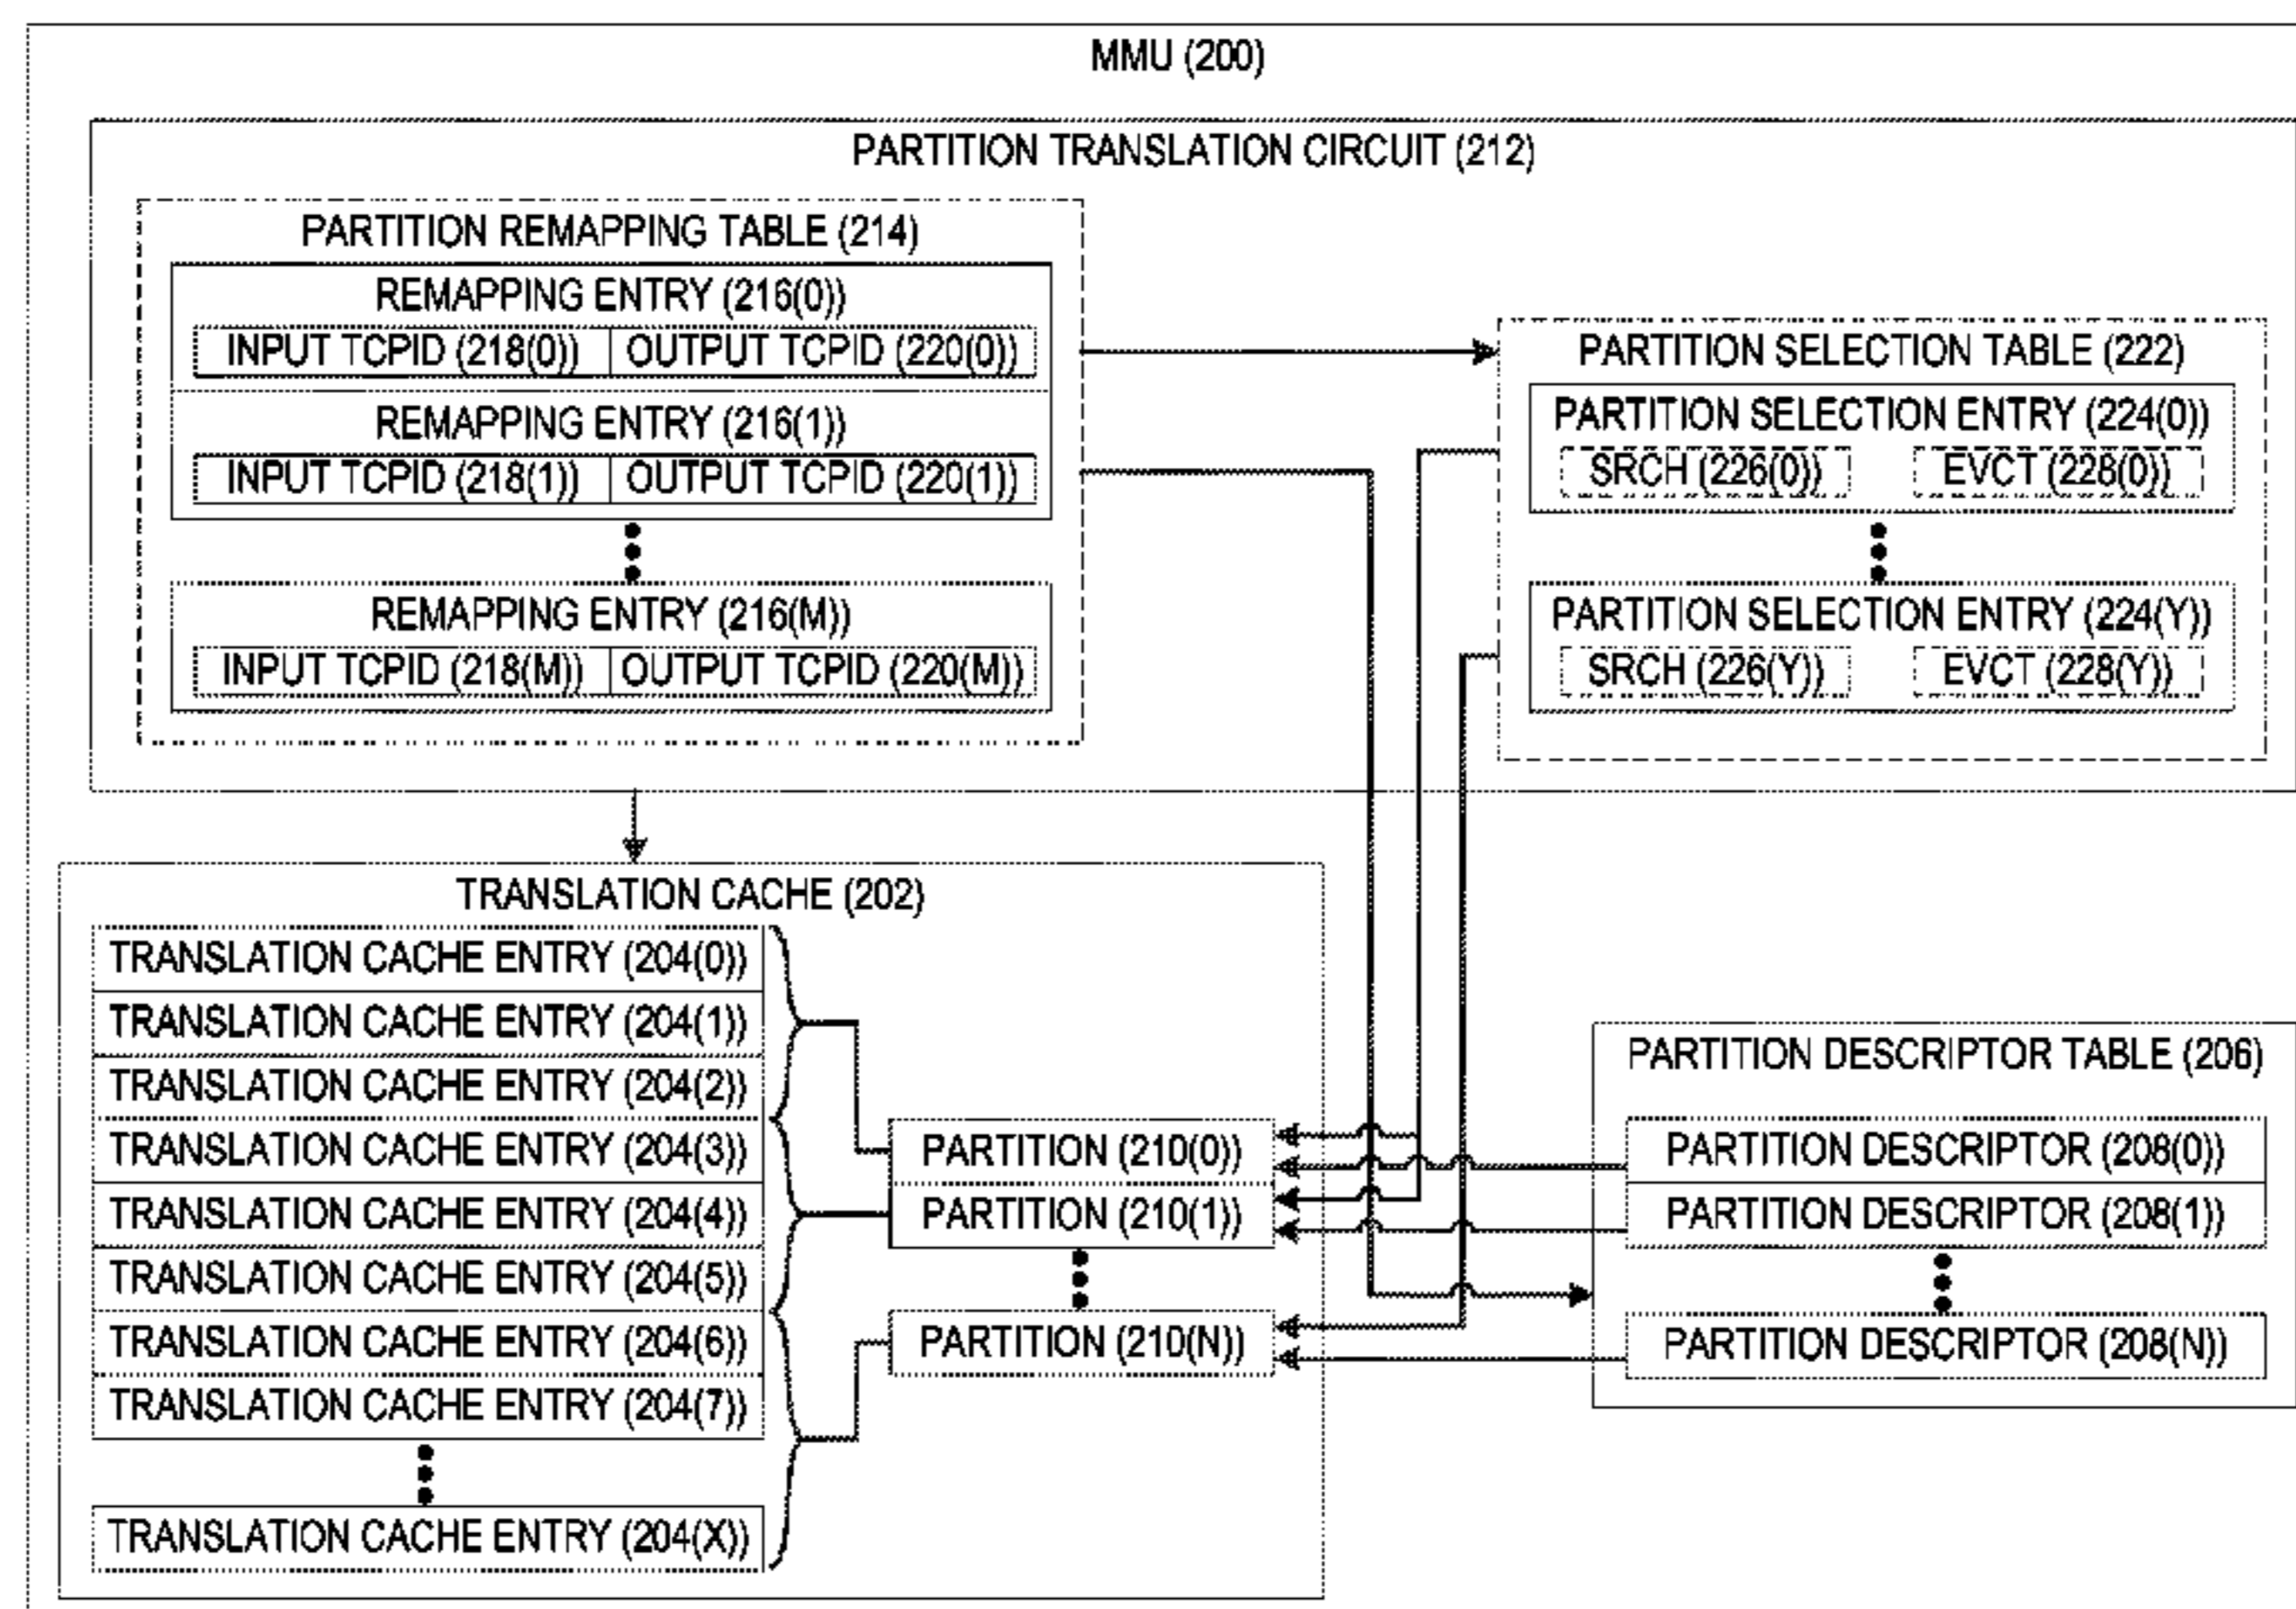 MMU (200)
PARTITION TRANSLATION CIRCUIT (212)
PARTITION REMAPPING TABLE (214)
REMAPPING ENTRY (216(0))
INPUT TCPID (218(0)) OUTPUT TCPID (220(0))
REMAPPING ENTRY (216(1))
INPUT TCPID (218(1)) OUTPUT TCPID (220(1))
REMAPPING ENTRY (216(M))
INPUT TCPID (218(M)) OUTPUT TCPID (220(M))
PARTITION SELECTION TABLE (222)
PARTITION SELECTION ENTRY (224(0))
SRCH (226(0)) EVCT (228(0))
PARTITION SELECTION ENTRY (224(Y))
SRCH (226(Y)) EVCT (228(Y))
TRANSLATION CACHE (202)
TRANSLATION CACHE ENTRY (204(0))
TRANSLATION CACHE ENTRY (204(1))
TRANSLATION CACHE ENTRY (204(2))
TRANSLATION CACHE ENTRY (204(3))
TRANSLATION CACHE ENTRY (204(4))
TRANSLATION CACHE ENTRY (204(5))
TRANSLATION CACHE ENTRY (204(6))
TRANSLATION CACHE ENTRY (204(7))
TRANSLATION CACHE ENTRY (204(X))
PARTITION (210(0))
PARTITION (210(1))
PARTITION (210(N))
PARTITION DESCRIPTOR TABLE (206)
PARTITION DESCRIPTOR (208(0))
PARTITION DESCRIPTOR (208(1))
PARTITION DESCRIPTOR (208(N))